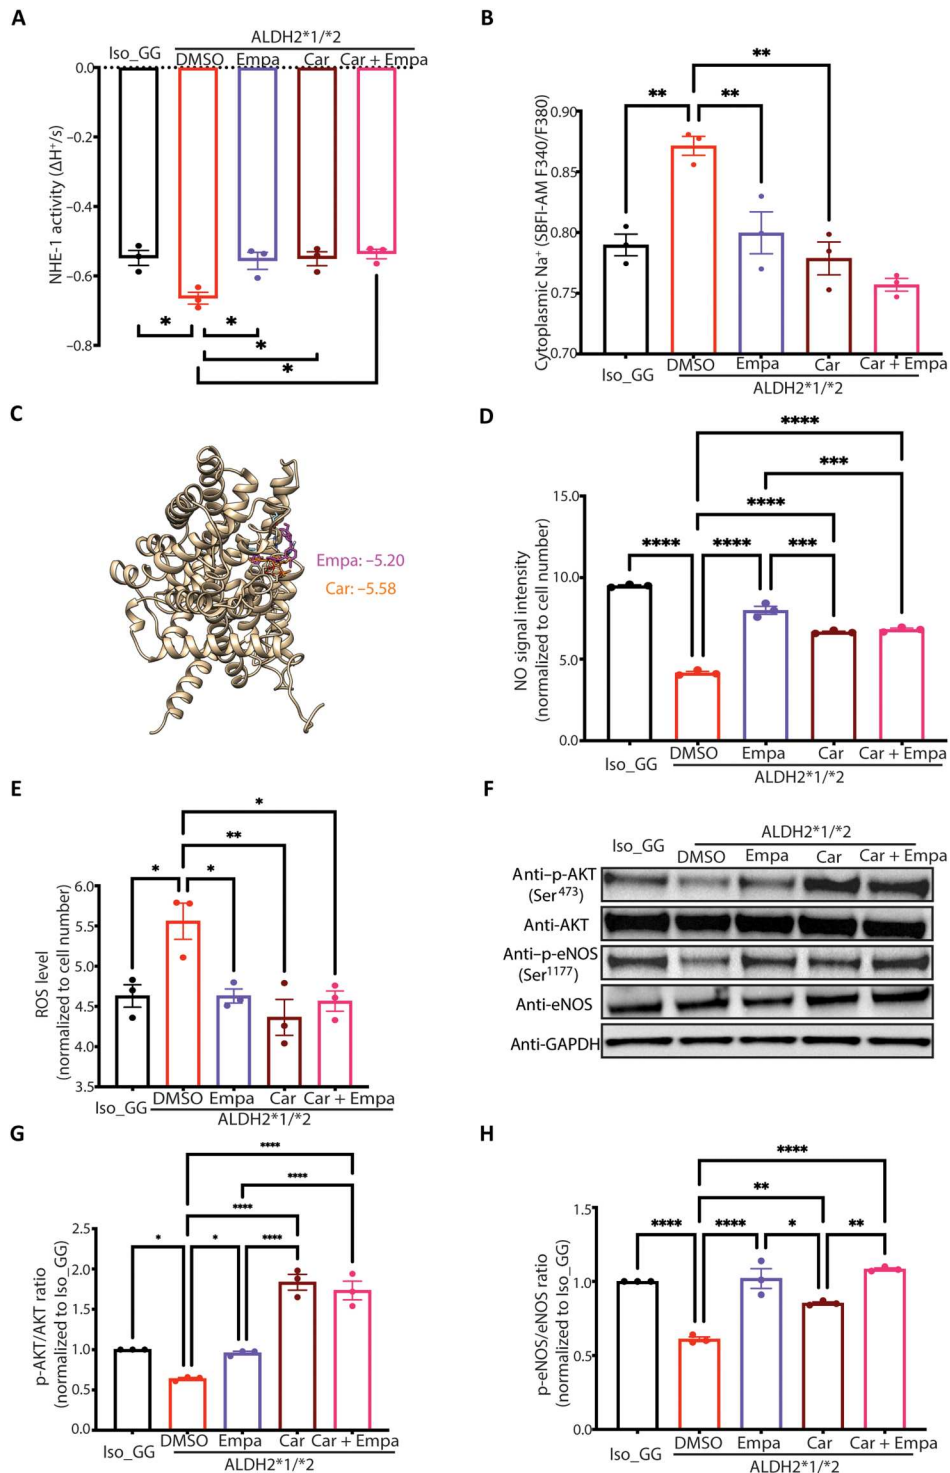 A
ALDH2*1/*2
Iso_GG
DMSO Empa Car Car + Empa
NHE-1 activity (ΔH⁺/s)
0.0
−0.2
−0.4
−0.6
−0.8
* *
*
*
B
**
** **
Cytoplasmic Na⁺ (SBFI-AM F340/F380)
0.90
0.85
0.80
0.75
0.70
Iso_GG DMSO Empa Car Car + Empa
ALDH2*1/*2
C
Empa: −5.20
Car: −5.58
D
****
***
****
**** **** ***
NO signal intensity
(normalized to cell number)
15.0
10.0
5.0
0.0
Iso_GG DMSO Empa Car Car + Empa
ALDH2*1/*2
E
*
**
* *
ROS level
(normalized to cell number)
6.0
5.5
5.0
4.5
4.0
3.5
Iso_GG DMSO Empa Car Car + Empa
ALDH2*1/*2
F
ALDH2*1/*2
Iso_GG DMSO Empa Car Car + Empa
Anti–p-AKT
(Ser⁴⁷³)
Anti-AKT
Anti–p-eNOS
(Ser¹¹⁷⁷)
Anti-eNOS
Anti-GAPDH
G
****
****
****
* * ****
p-AKT/AKT ratio
(normalized to Iso_GG)
2.5
2.0
1.5
1.0
0.5
0.0
Iso_GG DMSO Empa Car Car + Empa
ALDH2*1/*2
H
****
**
**** **** * **
p-eNOS/eNOS ratio
(normalized to Iso_GG)
1.5
1.0
0.5
0.0
Iso_GG DMSO Empa Car Car + Empa
ALDH2*1/*2